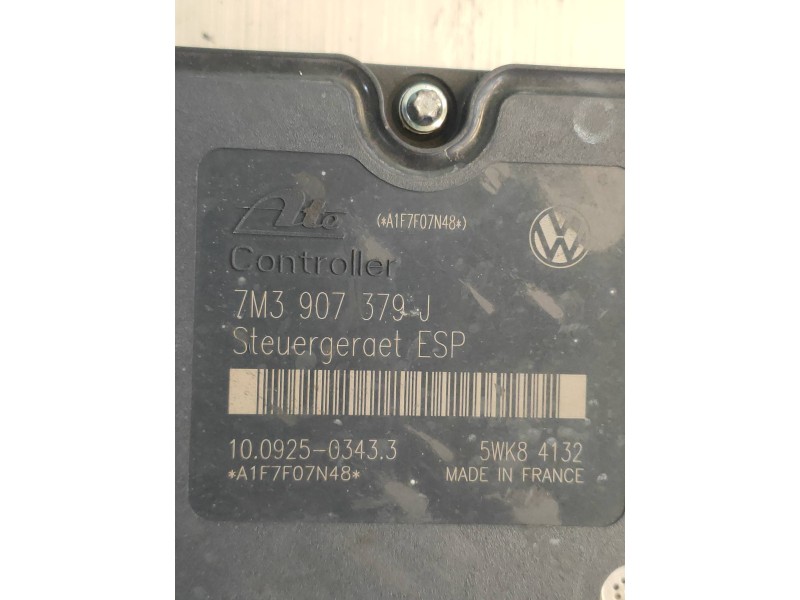 Ate (*A1F7F07N48*)
Controller
7M3 907 379 J
Steuergeraet ESP
10.0925-0343.3 5WK8 4132
*A1F7F07N48* MADE IN FRANCE